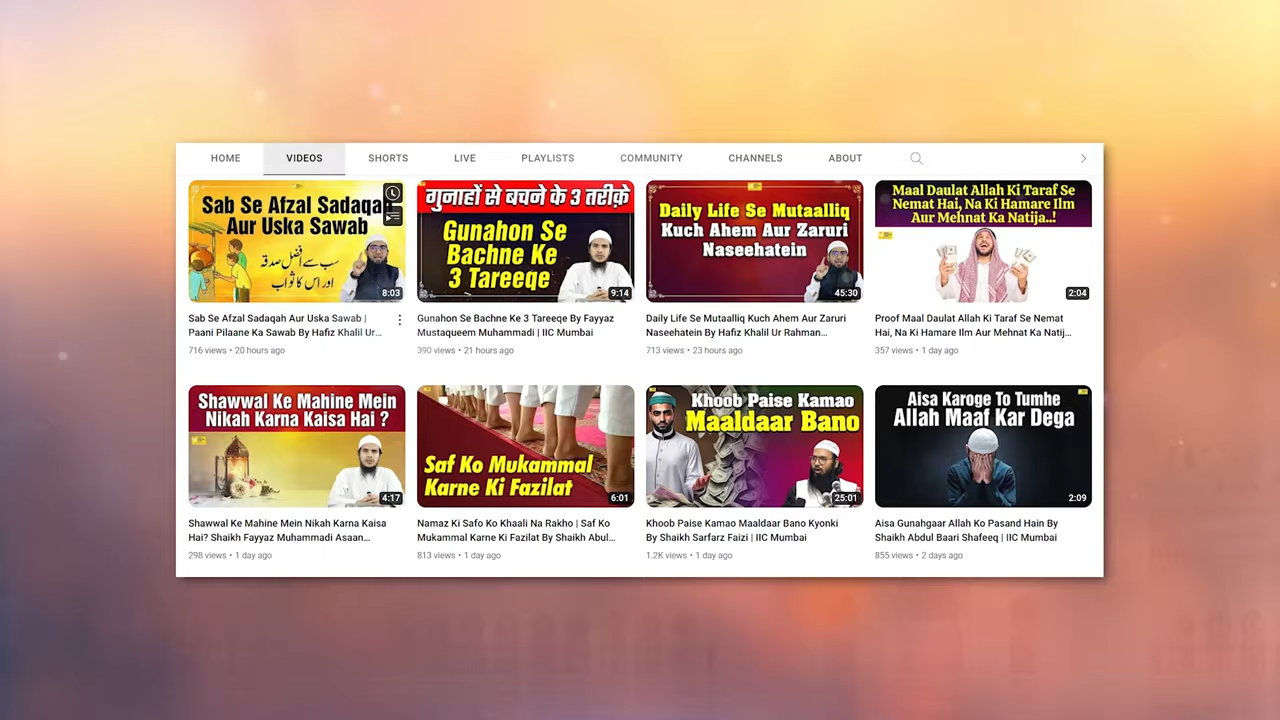 HOME VIDEOS SHORTS LIVE PLAYLISTS COMMUNITY CHANNELS ABOUT
Sab Se Afzal Sadaqah
Aur Uska Sawab
سب سے افضل صدقہ
اور اس کا ثواب
8:03
Sab Se Afzal Sadaqah Aur Uska Sawab |
Paani Pilaane Ka Sawab By Hafiz Khalil Ur...
716 views • 20 hours ago
गुनाहों से बचने के 3 तरीक़े
Gunahon Se
Bachne Ke
3 Tareeqe
9:14
Gunahon Se Bachne Ke 3 Tareeqe By Fayyaz
Mustaqueem Muhammadi | IIC Mumbai
390 views • 21 hours ago
Daily Life Se Mutaalliq
Kuch Ahem Aur Zaruri
Naseehatein
45:30
Daily Life Se Mutaalliq Kuch Ahem Aur Zaruri
Naseehatein By Hafiz Khalil Ur Rahman...
713 views • 23 hours ago
Maal Daulat Allah Ki Taraf Se
Nemat Hai, Na Ki Hamare Ilm
Aur Mehnat Ka Natija..!
2:04
Proof Maal Daulat Allah Ki Taraf Se Nemat
Hai, Na Ki Hamare Ilm Aur Mehnat Ka Natij...
357 views • 1 day ago
Shawwal Ke Mahine Mein
Nikah Karna Kaisa Hai ?
4:17
Shawwal Ke Mahine Mein Nikah Karna Kaisa
Hai? Shaikh Fayyaz Muhammadi Asaan...
298 views • 1 day ago
Saf Ko Mukammal
Karne Ki Fazilat
6:01
Namaz Ki Safo Ko Khaali Na Rakho | Saf Ko
Mukammal Karne Ki Fazilat By Shaikh Abul...
813 views • 1 day ago
Khoob Paise Kamao
Maaldaar Bano
25:01
Khoob Paise Kamao Maaldaar Bano Kyonki
By Shaikh Sarfarz Faizi | IIC Mumbai
1.2K views • 1 day ago
Aisa Karoge To Tumhe
Allah Maaf Kar Dega
2:09
Aisa Gunahgaar Allah Ko Pasand Hain By
Shaikh Abdul Baari Shafeeq | IIC Mumbai
855 views • 2 days ago